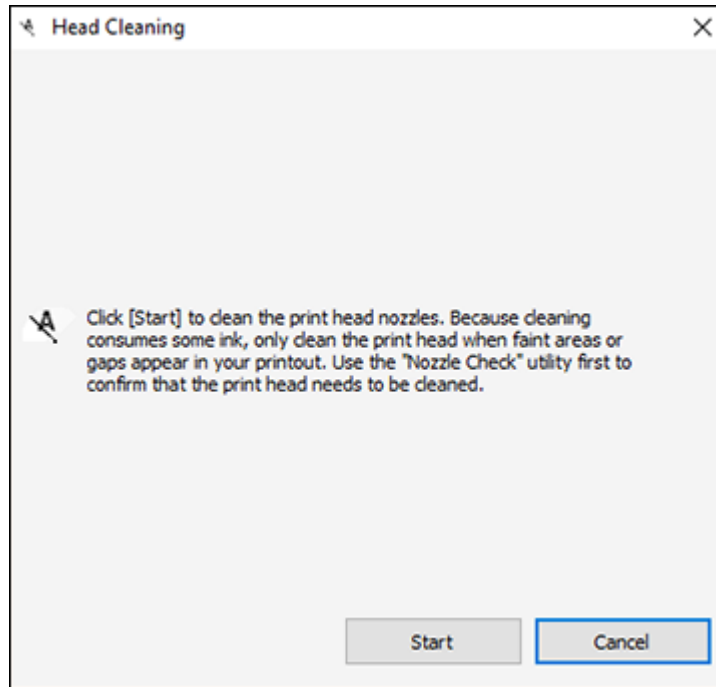 Head Cleaning
Click [Start] to clean the print head nozzles. Because cleaning
consumes some ink, only clean the print head when faint areas or
gaps appear in your printout. Use the "Nozzle Check" utility first to
confirm that the print head needs to be cleaned.
Start Cancel